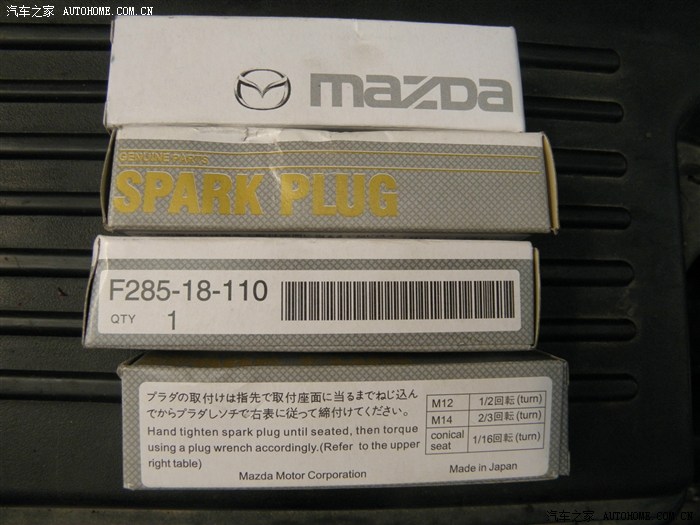 汽车之家 AUTOHOME.COM.CN
mazda
GENUINE PARTS
SPARK PLUG
F285-18-110
QTY 1
プラダの取付けは指先で取付座面に当るまでねじ込ん
でからプラダしソチで右表に従って締付けてください。
Hand tighten spark plug until seated, then torque
using a plug wrench accordingly.(Refer to the upper
right table)
M12 1/2回転(turn)
M14 2/3回転(turn)
conical seat 1/16回転(turn)
Mazda Motor Corporation
Made in Japan
汽车之家 AUTOHOME.COM.CN